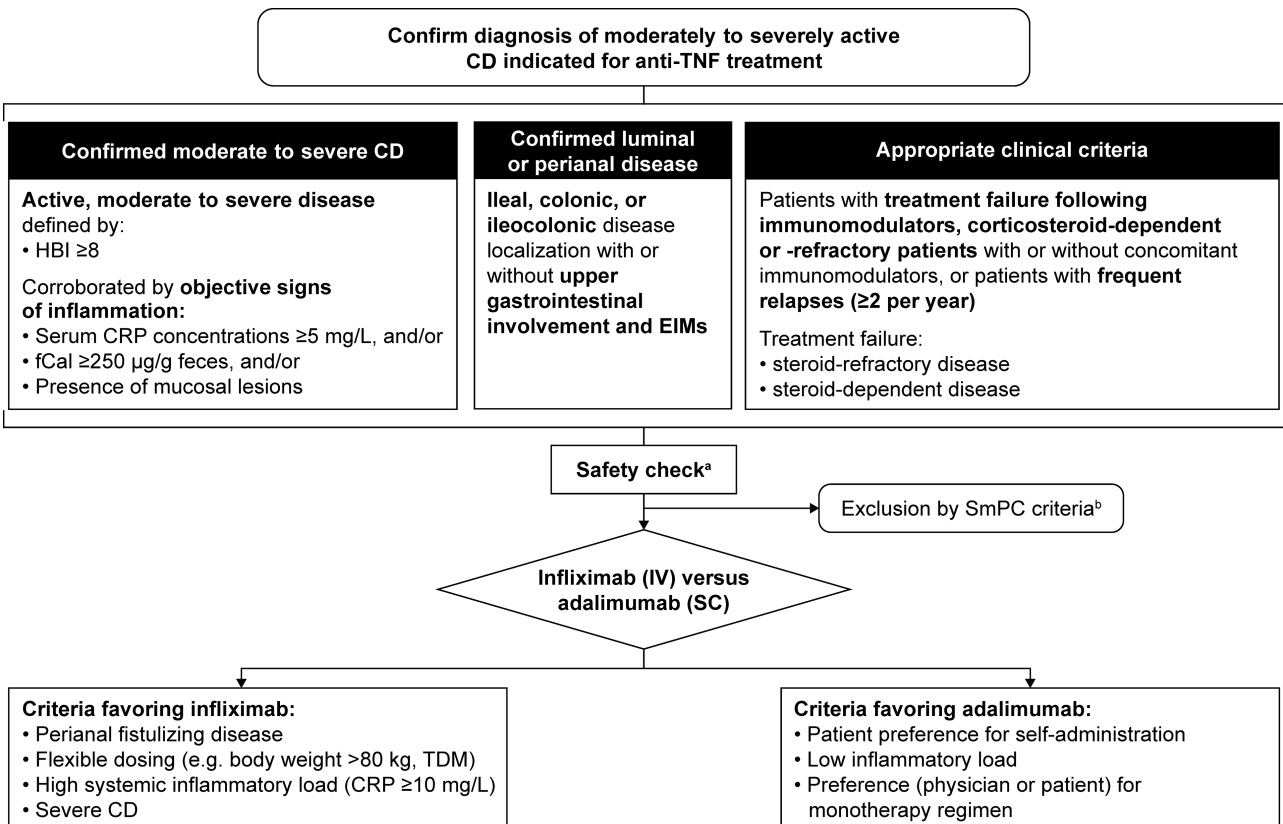 Confirm diagnosis of moderately to severely active
CD indicated for anti-TNF treatment
Confirmed moderate to severe CD
Active, moderate to severe disease
defined by:
• HBI ≥8
Corroborated by objective signs
of inflammation:
• Serum CRP concentrations ≥5 mg/L, and/or
• fCal ≥250 µg/g feces, and/or
• Presence of mucosal lesions
Confirmed luminal
or perianal disease
Ileal, colonic, or
ileocolonic disease
localization with or
without upper
gastrointestinal
involvement and EIMs
Appropriate clinical criteria
Patients with treatment failure following
immunomodulators, corticosteroid-dependent
or -refractory patients with or without concomitant
immunomodulators, or patients with frequent
relapses (≥2 per year)
Treatment failure:
• steroid-refractory disease
• steroid-dependent disease
Safety checkᵃ
Exclusion by SmPC criteriaᵇ
Infliximab (IV) versus
adalimumab (SC)
Criteria favoring infliximab:
• Perianal fistulizing disease
• Flexible dosing (e.g. body weight >80 kg, TDM)
• High systemic inflammatory load (CRP ≥10 mg/L)
• Severe CD
Criteria favoring adalimumab:
• Patient preference for self-administration
• Low inflammatory load
• Preference (physician or patient) for
monotherapy regimen